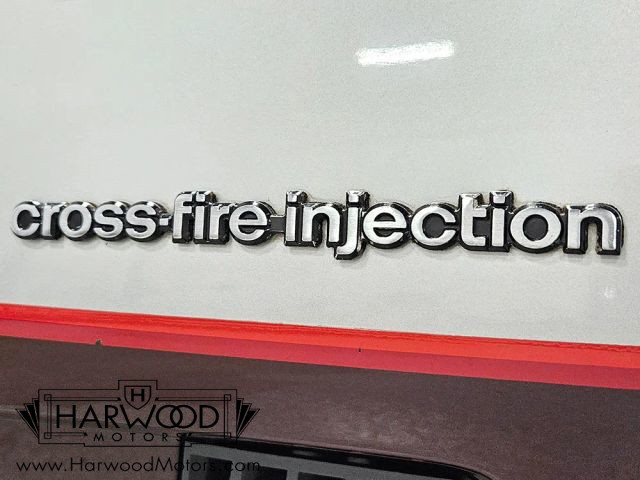 cross-fire injection
H
HARWOOD
MOTORS
www.HarwoodMotors.com